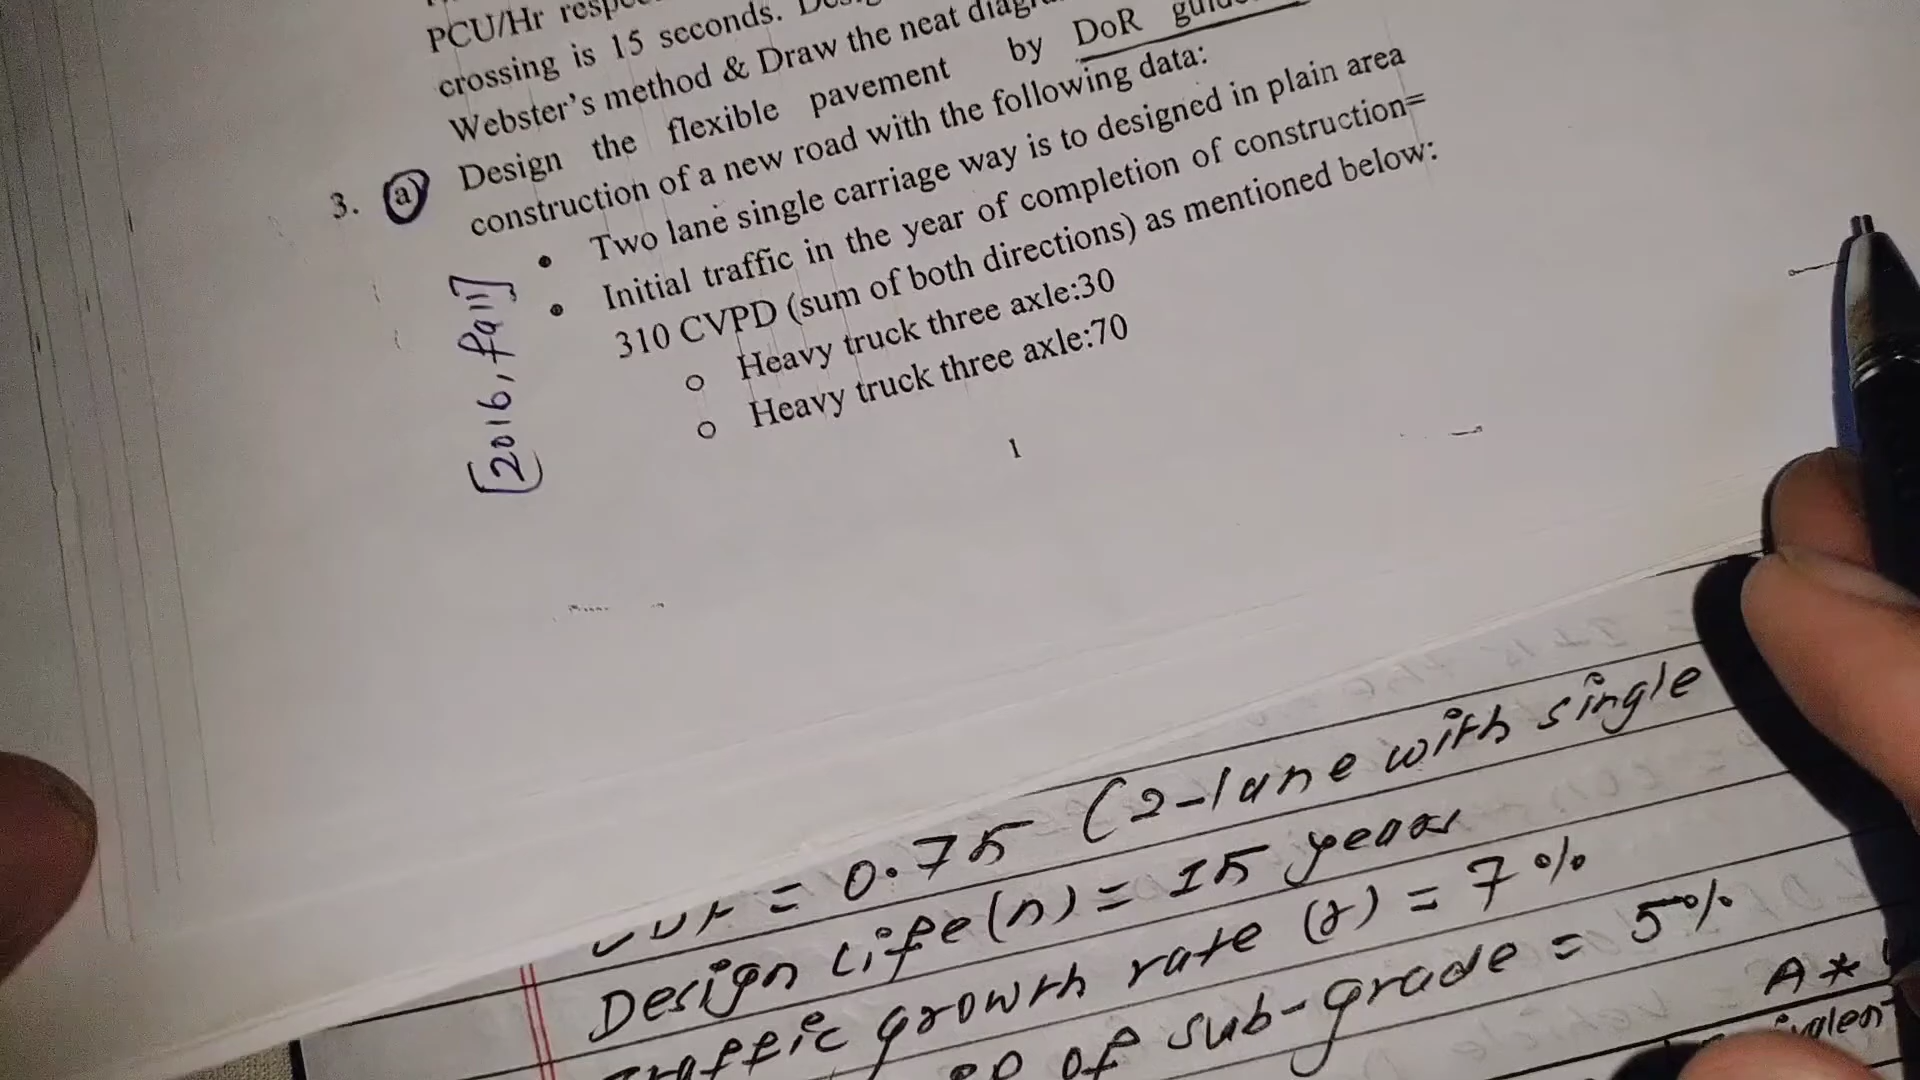 PCU/Hr
crossing is 15 seconds.
Webster's method & Draw the neat
3. a) Design the flexible pavement by DoR
construction of a new road with the following data:
• Two lane single carriage way is to designed in plain area
• Initial traffic in the year of completion of construction=
310 CVPD (sum of both directions) as mentioned below:
o Heavy truck three axle:30
o Heavy truck three axle:70
[2016, fall]
1
= 0.75 (2-lane with single
Design Life (n) = 15 years
Traffic growth rate (r) = 7%
of sub-grade = 5%
A *